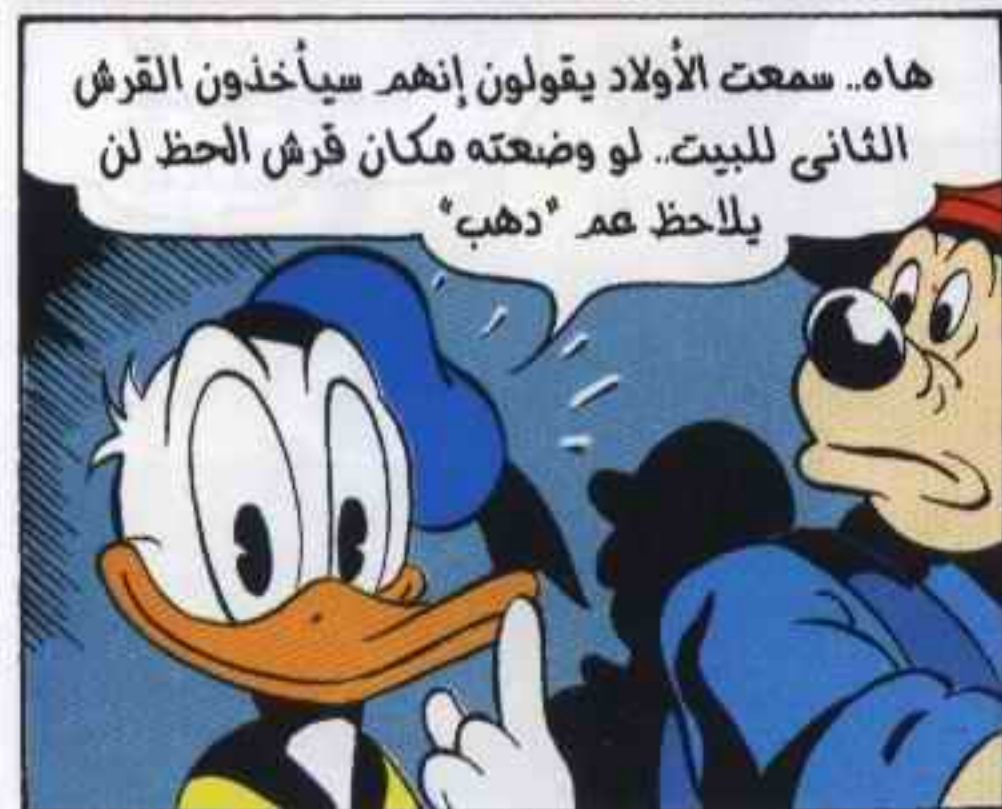 هاه.. سمعت الأولاد يقولون إنهم سيأخذون القرش
الثانى للبيت.. لو وضعته مكان قرش الحظ لن
يلاحظ عم "دهب"